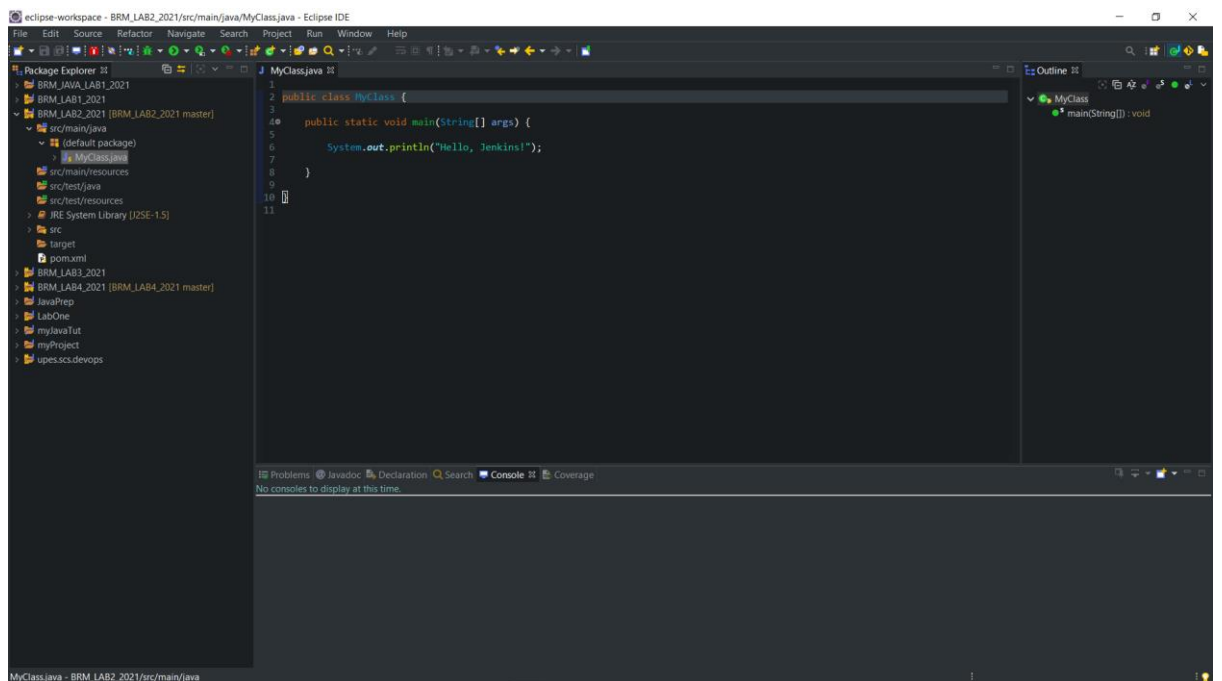 eclipse-workspace - BRM_LAB2_2021/src/main/java/MyClass.java - Eclipse IDE
File Edit Source Refactor Navigate Search Project Run Window Help
Package Explorer
BRM_JAVA_LAB1_2021
BRM_LAB1_2021
BRM_LAB2_2021 [BRM_LAB2_2021 master]
src/main/java
(default package)
MyClass.java
src/main/resources
src/test/java
src/test/resources
JRE System Library [J2SE-1.5]
src
target
pom.xml
BRM_LAB3_2021
BRM_LAB4_2021 [BRM_LAB4_2021 master]
JavaPrep
LabOne
myJavaTut
myProject
upes.scs.devops
MyClass.java
1
2 public class MyClass {
3
4 public static void main(String[] args) {
5
6 System.out.println("Hello, Jenkins!");
7
8 }
9
10 }
11
Outline
MyClass
main(String[]) : void
Problems Javadoc Declaration Search Console Coverage
No consoles to display at this time.
MyClass.java - BRM_LAB2_2021/src/main/java